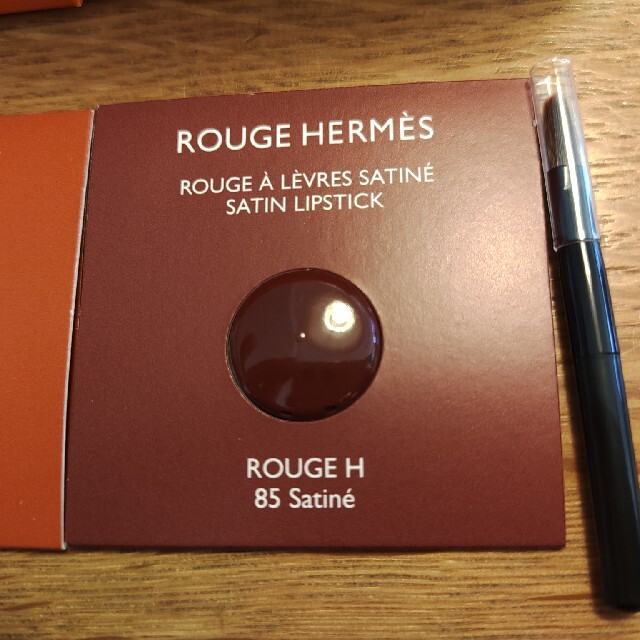 ROUGE HERMÈS
ROUGE À LÈVRES SATINÉ
SATIN LIPSTICK
ROUGE H
85 Satiné